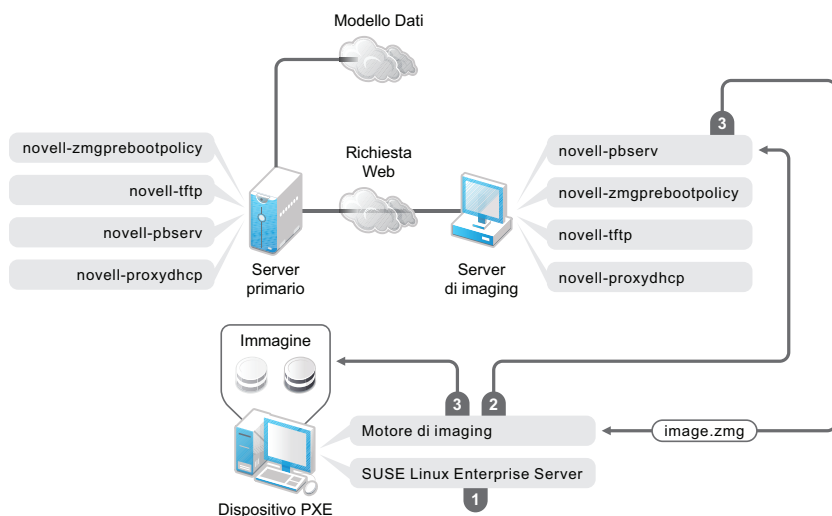 Modello Dati
3
novell-zmgprebootpolicy
novell-tftp
novell-pbserv
novell-proxydhcp
Richiesta
Web
novell-pbserv
novell-zmgprebootpolicy
novell-tftp
novell-proxydhcp
Server
primario
Server
di imaging
Immagine
3
2
Motore di imaging
image.zmg
SUSE Linux Enterprise Server
1
Dispositivo PXE